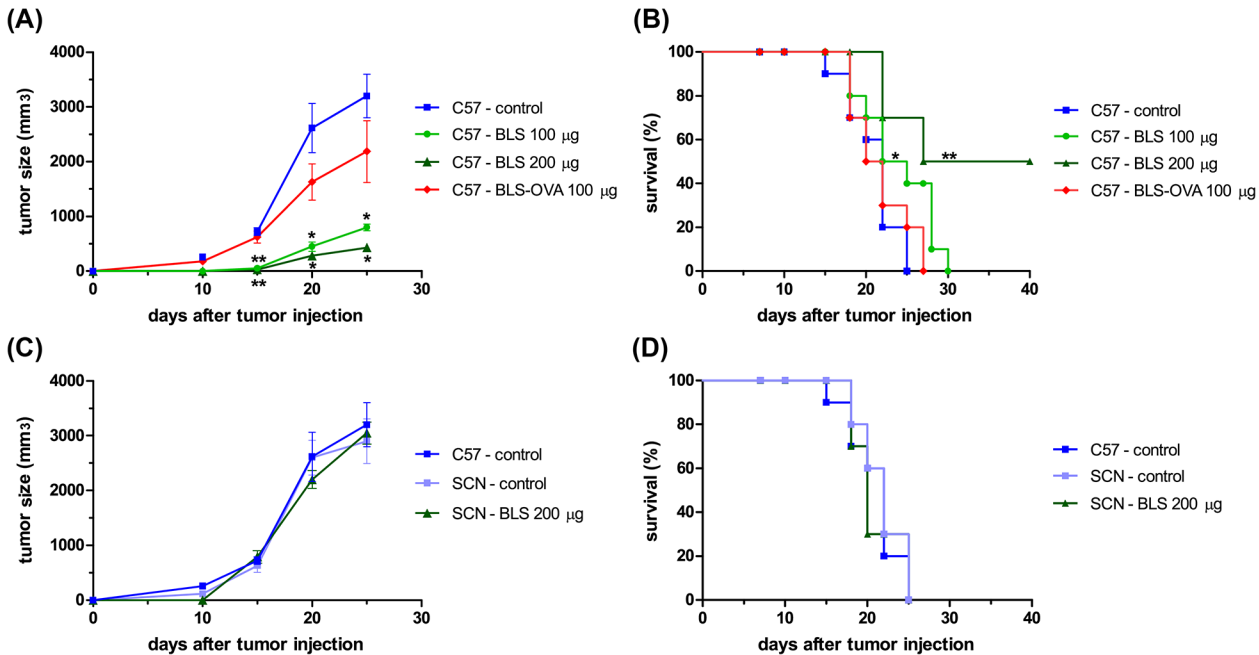 (A)
4000
3000
2000
1000
0
tumor size (mm3)
0 10 20 30
days after tumor injection
** ** * * * *
C57 - control
C57 - BLS 100 μg
C57 - BLS 200 μg
C57 - BLS-OVA 100 μg
(B)
100
80
60
40
20
0
survival (%)
0 10 20 30 40
days after tumor injection
* **
C57 - control
C57 - BLS 100 μg
C57 - BLS 200 μg
C57 - BLS-OVA 100 μg
(C)
4000
3000
2000
1000
0
tumor size (mm3)
0 10 20 30
days after tumor injection
C57 - control
SCN - control
SCN - BLS 200 μg
(D)
100
80
60
40
20
0
survival (%)
0 10 20 30 40
days after tumor injection
C57 - control
SCN - control
SCN - BLS 200 μg